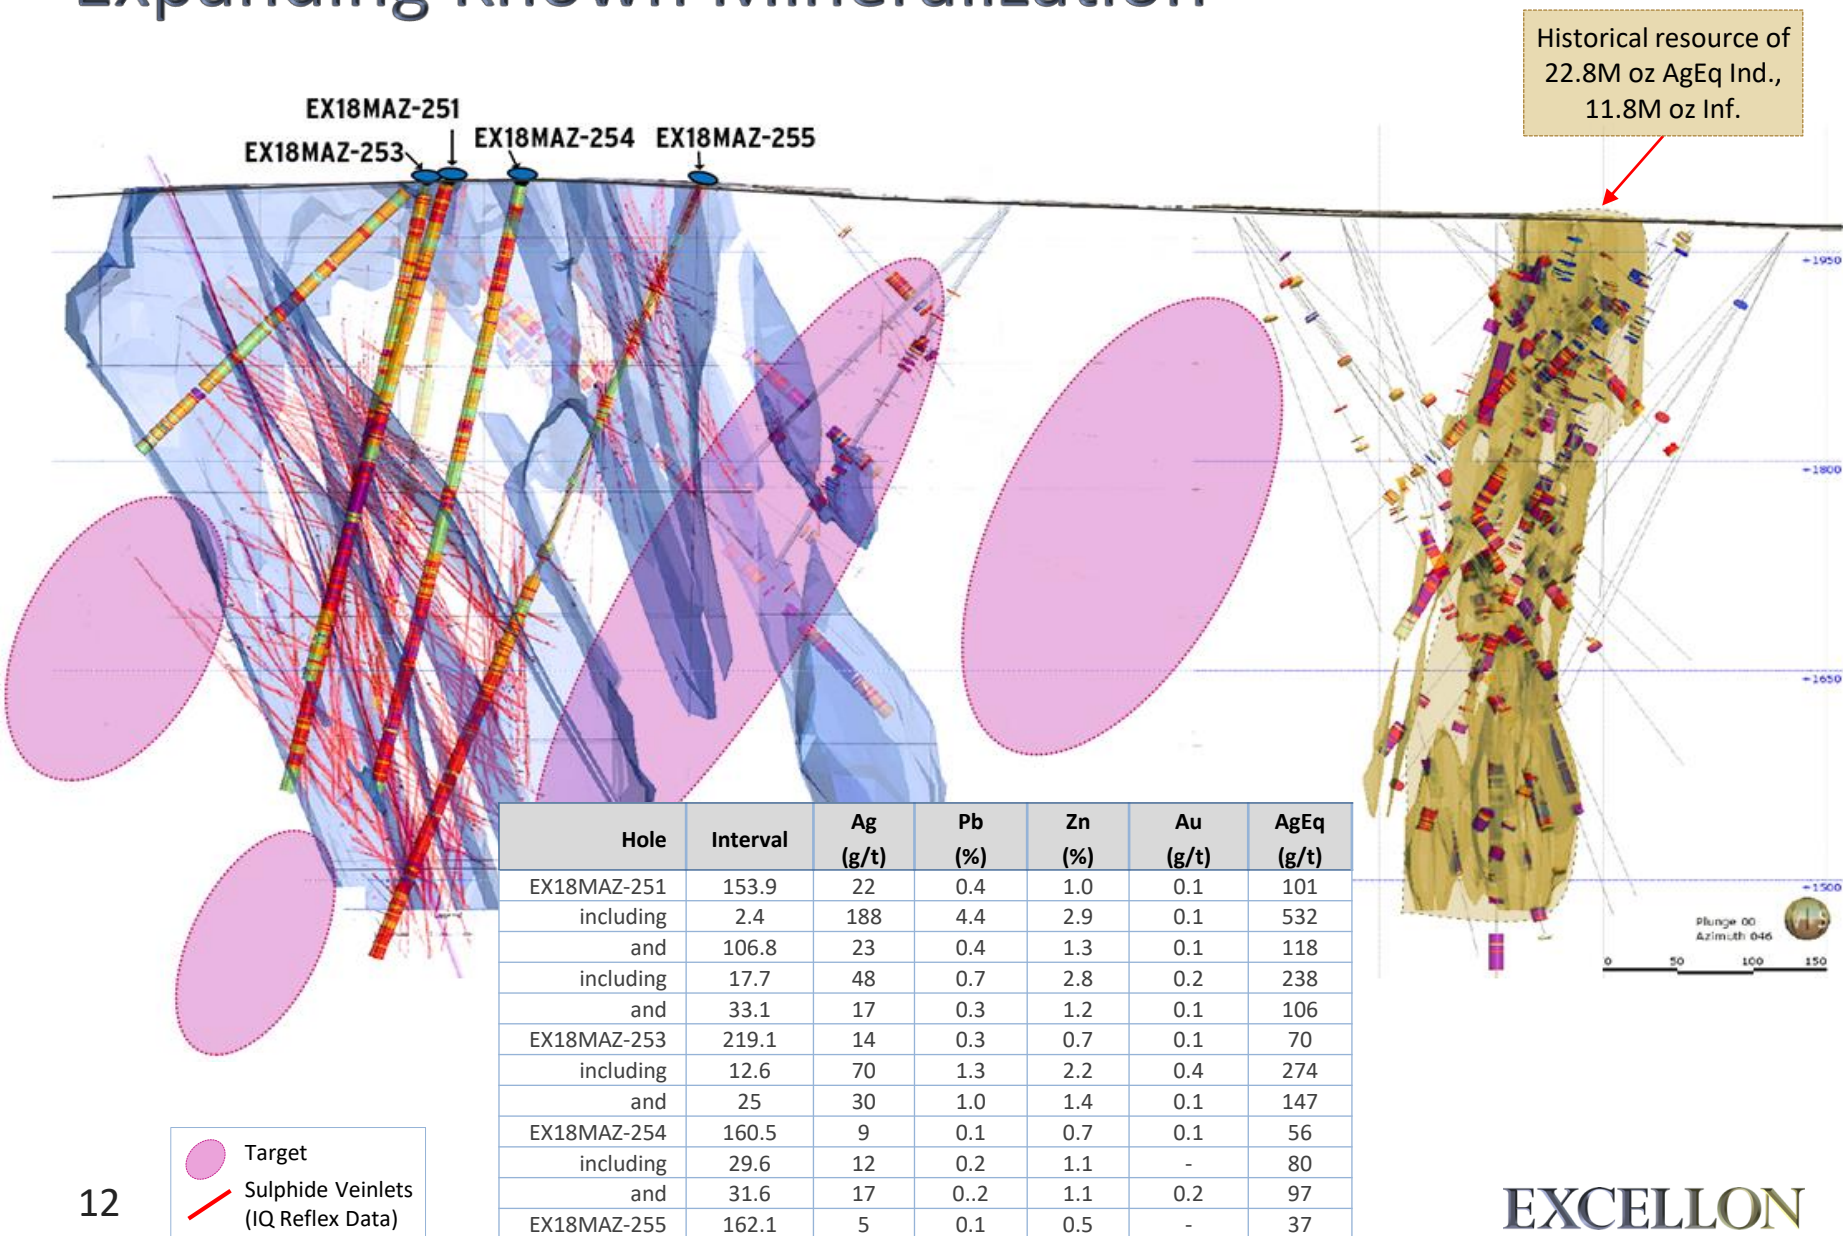 Expanding Known Mineralization
Historical resource of
22.8M oz AgEq Ind.,
11.8M oz Inf.
EX18MAZ-251
EX18MAZ-253
EX18MAZ-254
EX18MAZ-255
+1950
+1800
+1650
+1500
Plunge 00
Azimuth 046
0 50 100 150
Hole Interval Ag (g/t) Pb (%) Zn (%) Au (g/t) AgEq (g/t)
EX18MAZ-251 153.9 22 0.4 1.0 0.1 101
including 2.4 188 4.4 2.9 0.1 532
and 106.8 23 0.4 1.3 0.1 118
including 17.7 48 0.7 2.8 0.2 238
and 33.1 17 0.3 1.2 0.1 106
EX18MAZ-253 219.1 14 0.3 0.7 0.1 70
including 12.6 70 1.3 2.2 0.4 274
and 25 30 1.0 1.4 0.1 147
EX18MAZ-254 160.5 9 0.1 0.7 0.1 56
including 29.6 12 0.2 1.1 - 80
and 31.6 17 0..2 1.1 0.2 97
EX18MAZ-255 162.1 5 0.1 0.5 - 37
Target
Sulphide Veinlets
(IQ Reflex Data)
12
EXCELLON